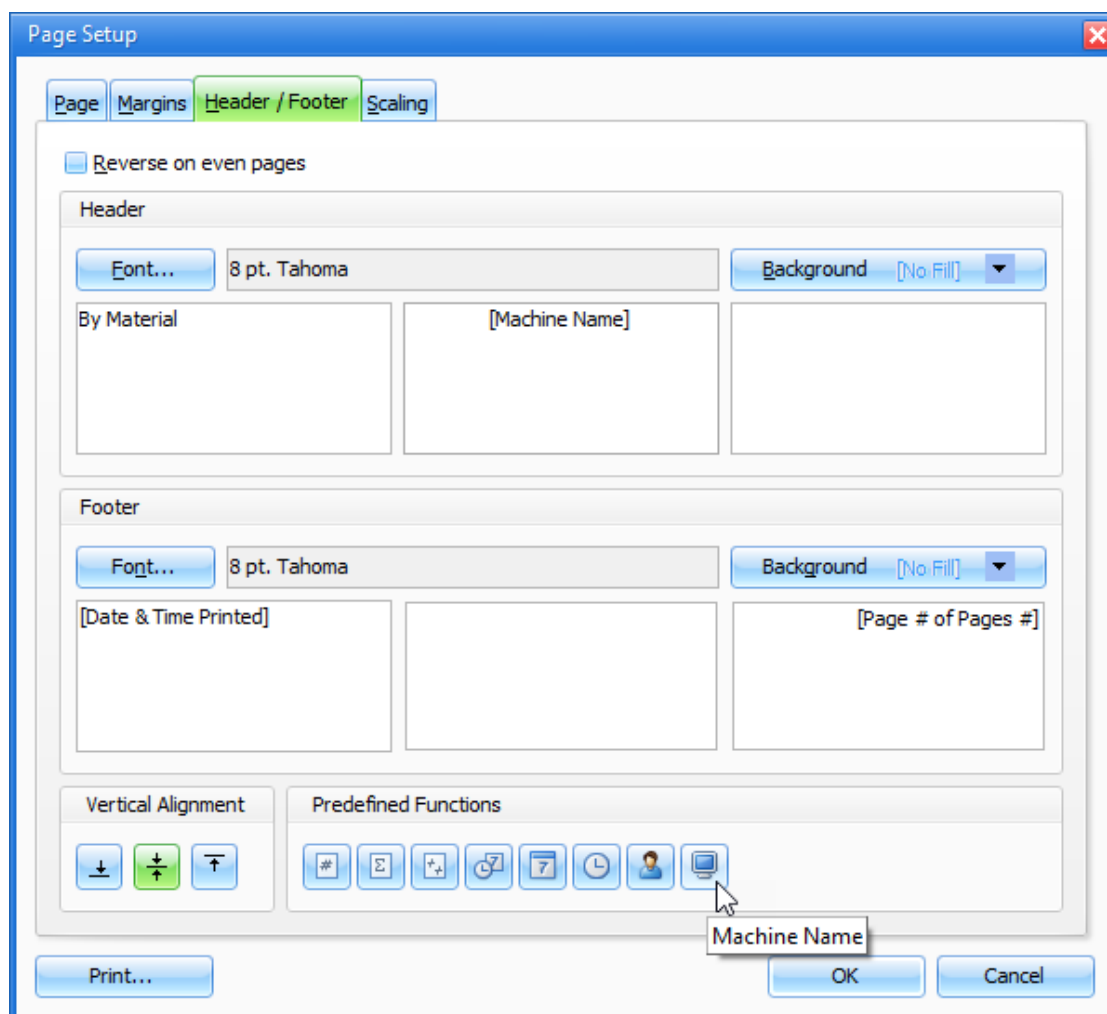 Page Setup
Page Margins Header / Footer Scaling
Reverse on even pages
Header
Font... 8 pt. Tahoma Background [No Fill]
By Material [Machine Name]
Footer
Font... 8 pt. Tahoma Background [No Fill]
[Date & Time Printed] [Page # of Pages #]
Vertical Alignment Predefined Functions
# Σ 7 7
Machine Name
Print... OK Cancel